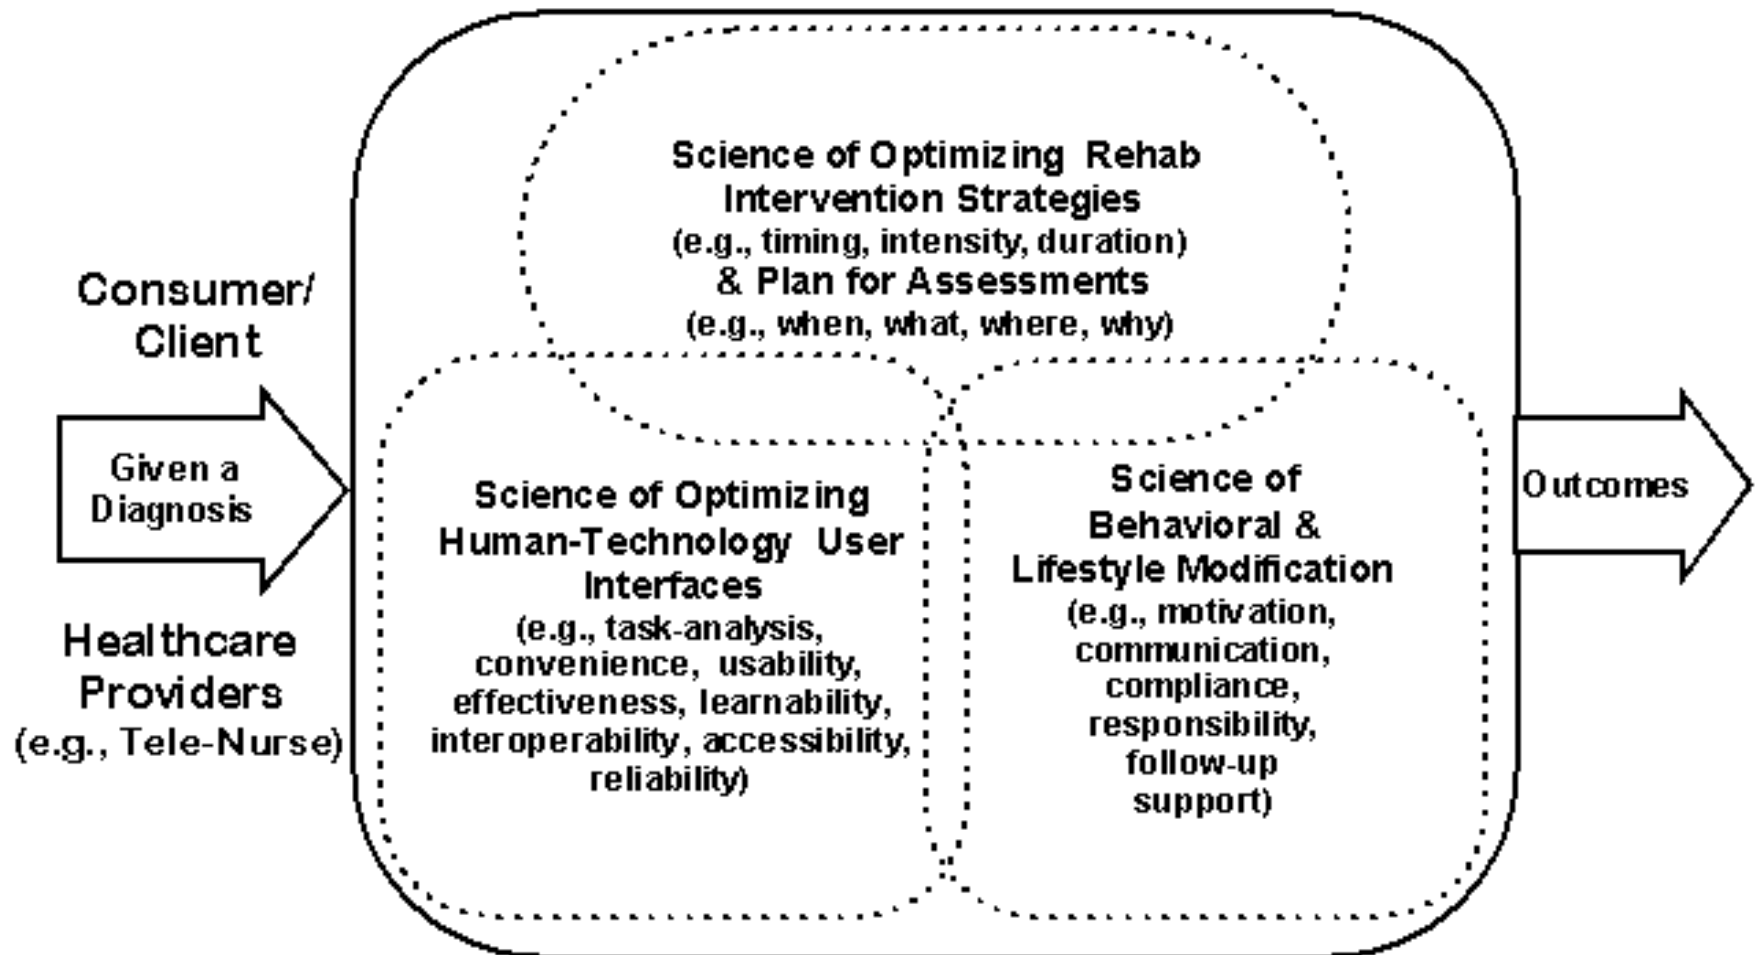 Consumer/
Client
Given a
Diagnosis
Healthcare
Providers
(e.g., Tele-Nurse)
Science of Optimizing Rehab
Intervention Strategies
(e.g., timing, intensity, duration)
& Plan for Assessments
(e.g., when, what, where, why)
Science of Optimizing
Human-Technology User
Interfaces
(e.g., task-analysis,
convenience, usability,
effectiveness, learnability,
interoperability, accessibility,
reliability)
Science of
Behavioral &
Lifestyle Modification
(e.g., motivation,
communication,
compliance,
responsibility,
follow-up
support)
Outcomes